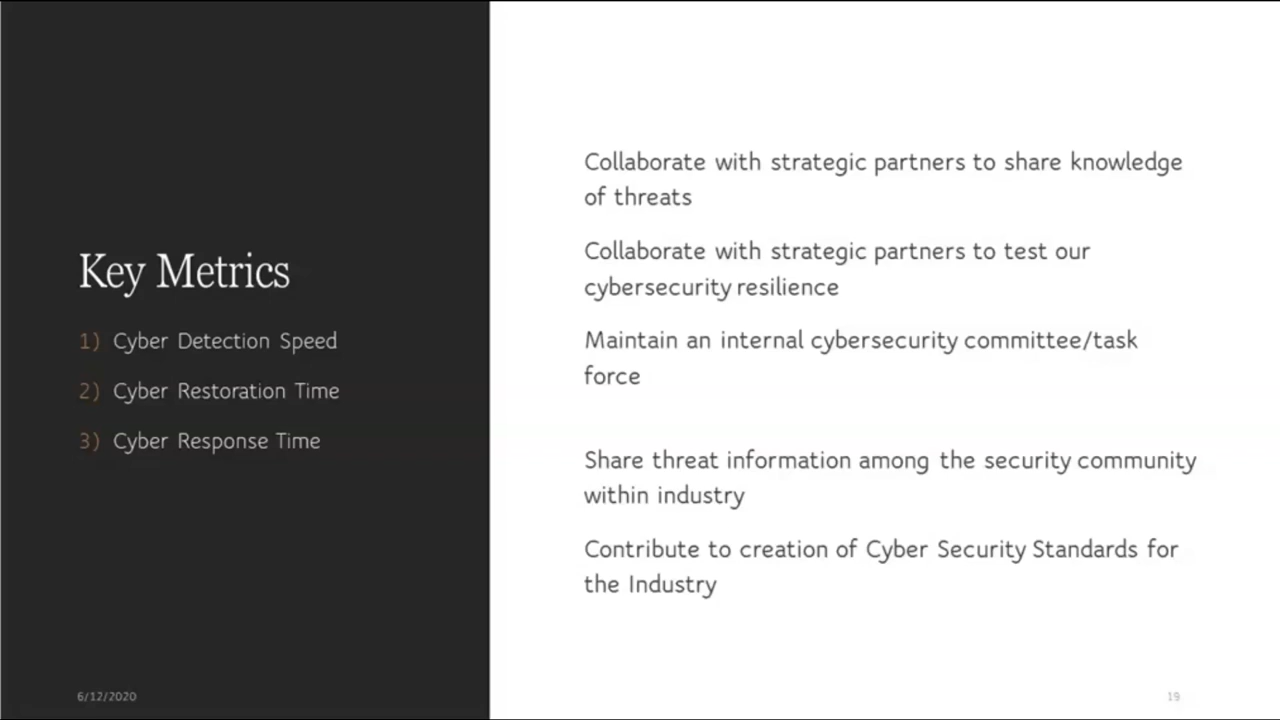 Key Metrics
1) Cyber Detection Speed
2) Cyber Restoration Time
3) Cyber Response Time
6/12/2020
Collaborate with strategic partners to share knowledge
of threats
Collaborate with strategic partners to test our
cybersecurity resilience
Maintain an internal cybersecurity committee/task
force
Share threat information among the security community
within industry
Contribute to creation of Cyber Security Standards for
the Industry
19